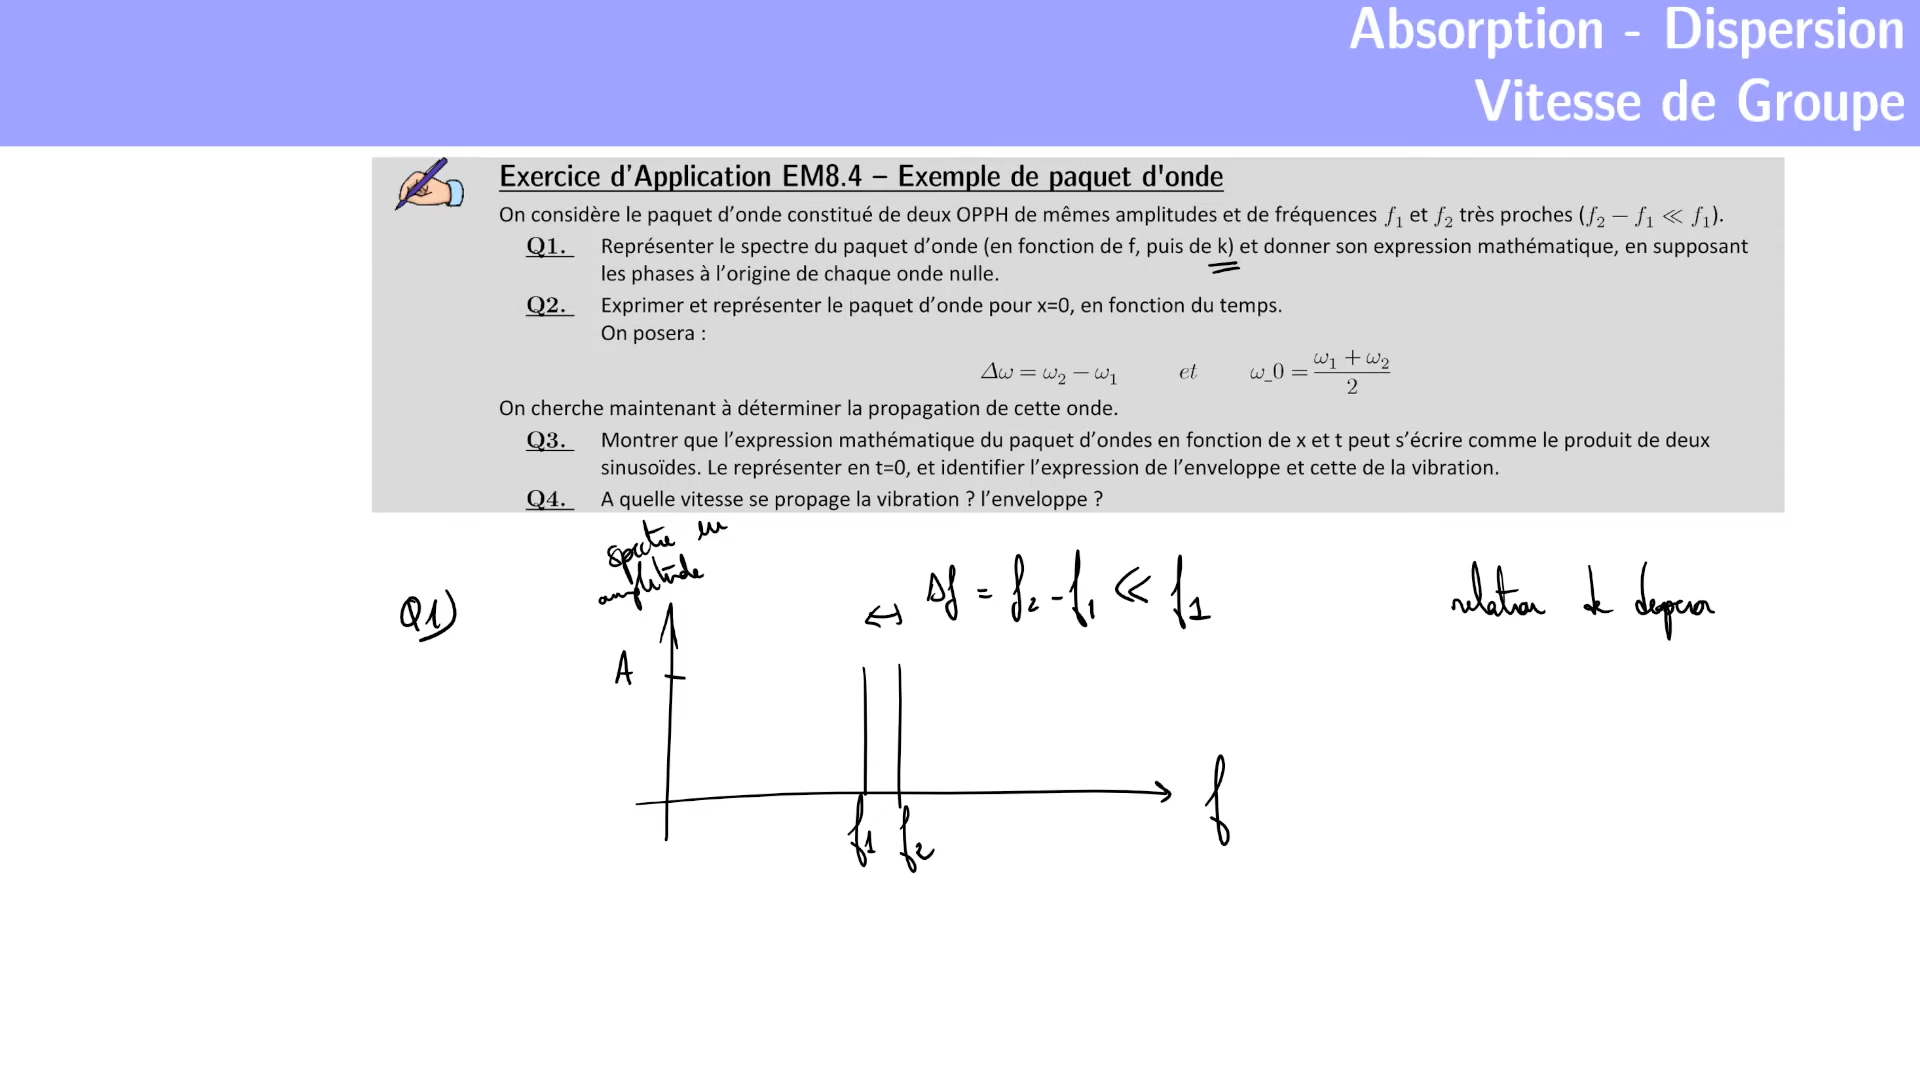 Absorption - Dispersion
Vitesse de Groupe
Exercice d'Application EM8.4 – Exemple de paquet d'onde
On considère le paquet d'onde constitué de deux OPPH de mêmes amplitudes et de fréquences f₁ et f₂ très proches (f₂ − f₁ ≪ f₁).
Q1. Représenter le spectre du paquet d'onde (en fonction de f, puis de k) et donner son expression mathématique, en supposant
les phases à l'origine de chaque onde nulle.
Q2. Exprimer et représenter le paquet d'onde pour x=0, en fonction du temps.
On posera :
Δω = ω₂ − ω₁ et ω_0 = (ω₁ + ω₂)/2
On cherche maintenant à déterminer la propagation de cette onde.
Q3. Montrer que l'expression mathématique du paquet d'ondes en fonction de x et t peut s'écrire comme le produit de deux
sinusoïdes. Le représenter en t=0, et identifier l'expression de l'enveloppe et cette de la vibration.
Q4. A quelle vitesse se propage la vibration ? l'enveloppe ?
spectre en
amplitude
Q1)
Δf = f₂ - f₁ ≪ f₁
relation de
A
f
f₁ f₂